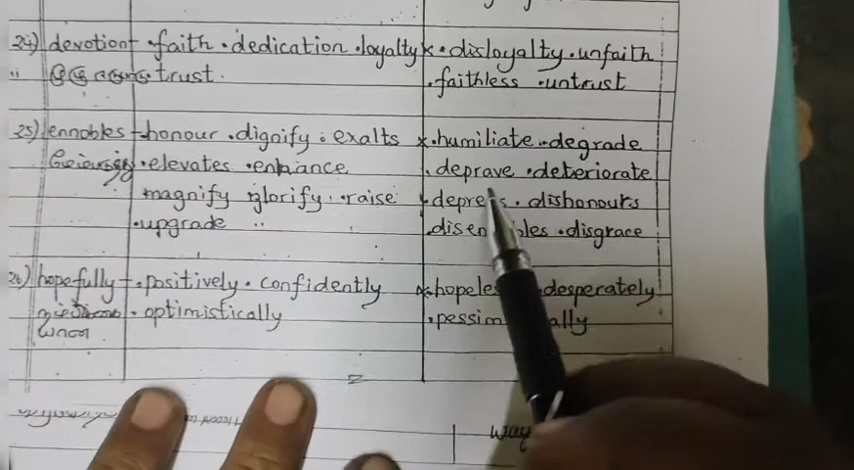 24) devotion - .faith .dedication .loyalty x .disloyalty .unfaith
trust. .faithless .untrust
25) ennobles - honour .dignify .exalts x .humiliate .degrade
.elevates .enhance .deprave .deteriorate
magnify glorify .raise .dishonours
.upgrade .disgrace
26) hopefully - .positively .confidently x desperately
.optimistically